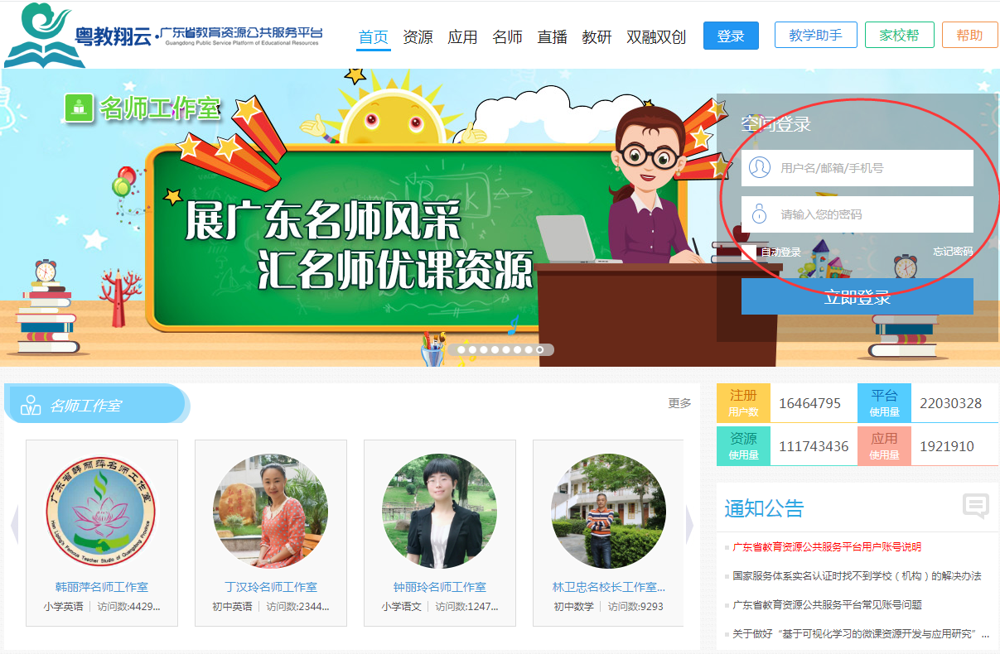 粤教翔云·广东省教育资源公共服务平台
Guangdong Public Service Platform of Educational Resources
首页 资源 应用 名师 直播 教研 双融双创 登录 教学助手 家校帮 帮助
名师工作室
展广东名师风采
汇名师优课资源
空间登录
用户名/邮箱/手机号
请输入您的密码
自动登录 忘记密码
立即登录
名师工作室 更多
广东省韩丽萍名师工作室
Han Liping's Famous Teacher Studio of Guangdong Province
韩丽萍名师工作室
小学英语 访问数:4429...
丁汉玲名师工作室
初中英语 访问数:2344...
钟丽玲名师工作室
小学语文 访问数:1247...
林卫忠名校长工作室...
初中数学 访问数:9293
注册用户数 16464795
平台使用量 22030328
资源使用量 111743436
应用使用量 1921910
通知公告
广东省教育资源公共服务平台用户账号说明
国家服务体系实名认证时找不到学校（机构）的解决办法
广东省教育资源公共服务平台常见账号问题
关于做好“基于可视化学习的微课资源开发与应用研究”...